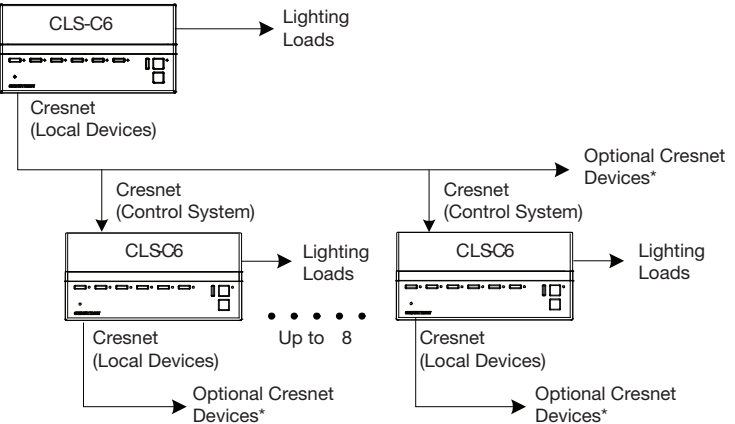 CLS-C6
Lighting
Loads
Cresnet
(Local Devices)
Optional Cresnet
Devices*
Cresnet
(Control System)
Cresnet
(Control System)
CLSC6
Lighting
Loads
CLSC6
Lighting
Loads
Up to 8
Cresnet
(Local Devices)
Cresnet
(Local Devices)
Optional Cresnet
Devices*
Optional Cresnet
Devices*